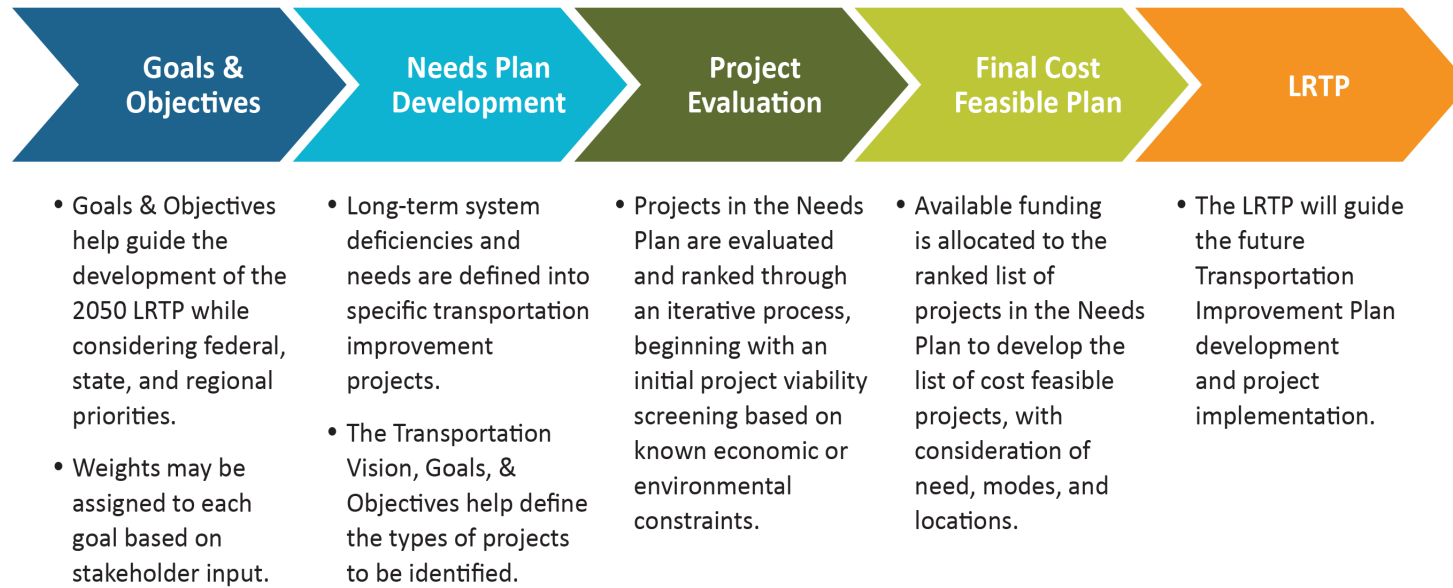 Goals &
Objectives
Needs Plan
Development
Project
Evaluation
Final Cost
Feasible Plan
LRTP
• Goals & Objectives
help guide the
development of the
2050 LRTP while
considering federal,
state, and regional
priorities.
• Weights may be
assigned to each
goal based on
stakeholder input.
• Long-term system
deficiencies and
needs are defined into
specific transportation
improvement
projects.
• The Transportation
Vision, Goals, &
Objectives help define
the types of projects
to be identified.
• Projects in the Needs
Plan are evaluated
and ranked through
an iterative process,
beginning with an
initial project viability
screening based on
known economic or
environmental
constraints.
• Available funding
is allocated to the
ranked list of
projects in the Needs
Plan to develop the
list of cost feasible
projects, with
consideration of
need, modes, and
locations.
• The LRTP will guide
the future
Transportation
Improvement Plan
development
and project
implementation.